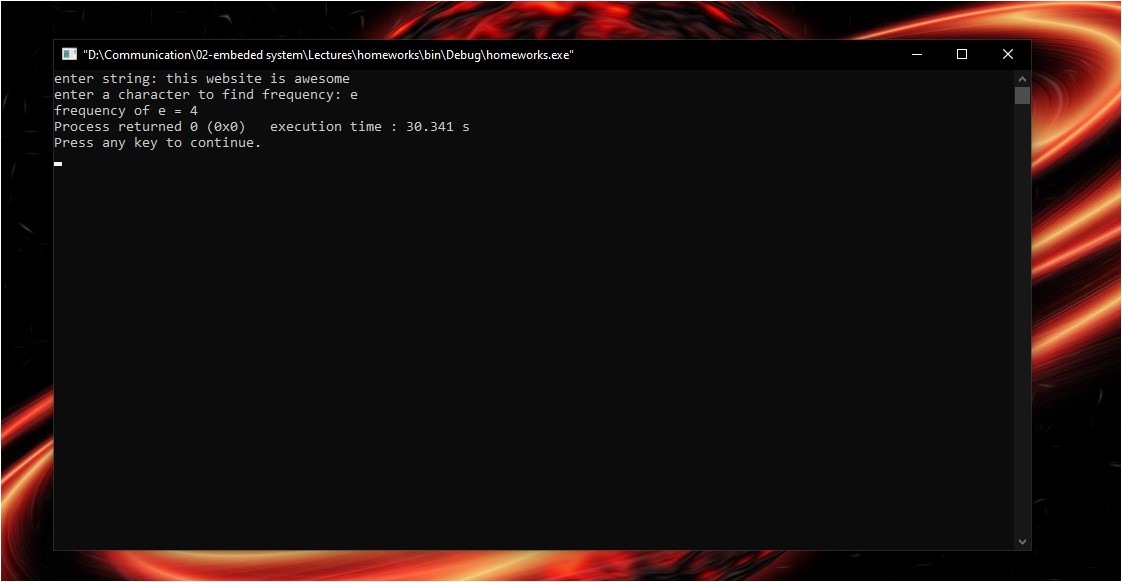 "D:\Communication\02-embeded system\Lectures\homeworks\bin\Debug\homeworks.exe"
enter string: this website is awesome
enter a character to find frequency: e
frequency of e = 4
Process returned 0 (0x0)   execution time : 30.341 s
Press any key to continue.